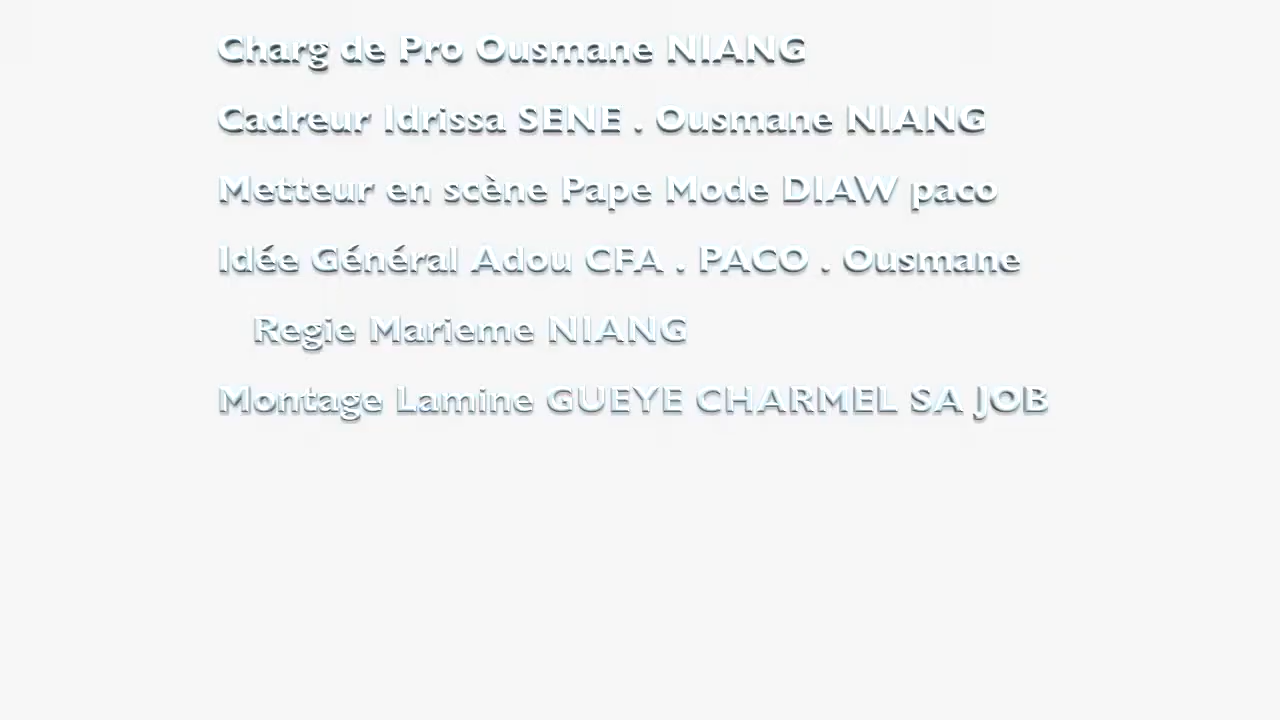 Charg de Pro Ousmane NIANG
Cadreur Idrissa SENE . Ousmane NIANG
Metteur en scène Pape Mode DIAW paco
Idée Général Adou CFA . PACO . Ousmane
Regie Marieme NIANG
Montage Lamine GUEYE CHARMEL SA JOB